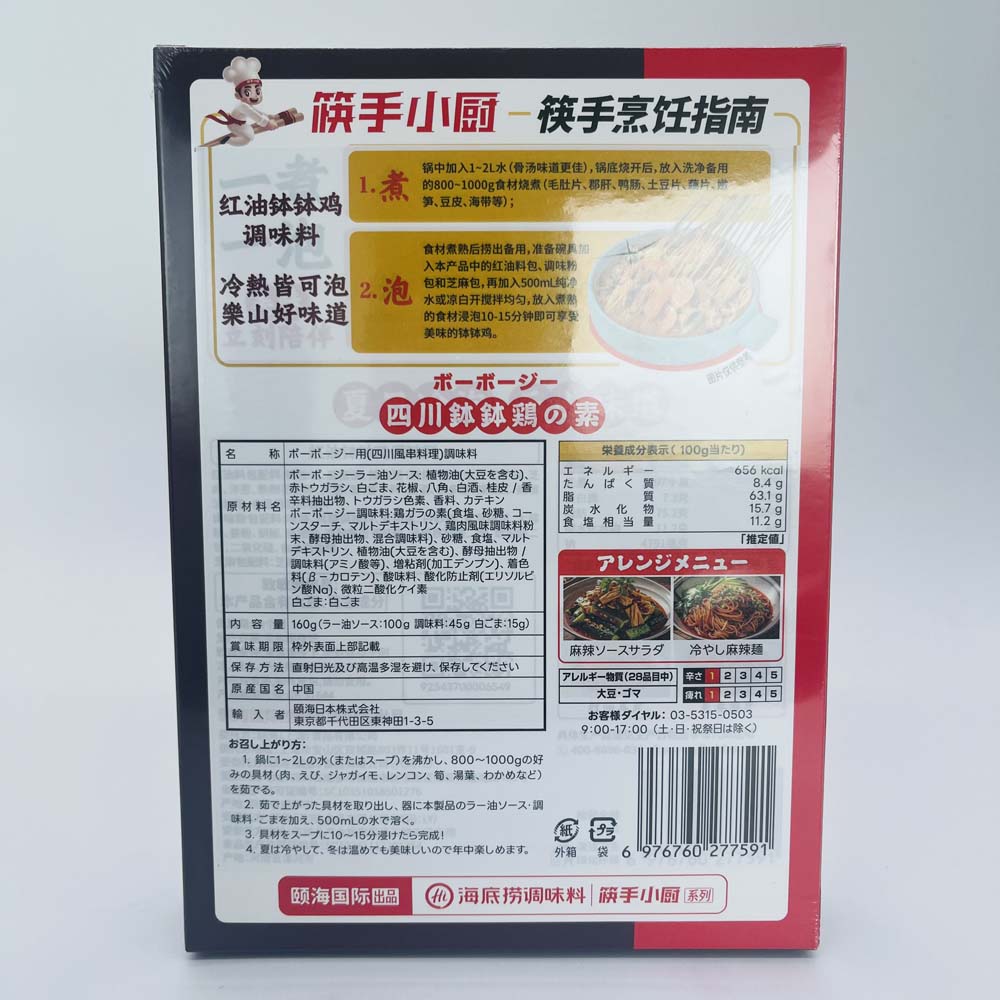 筷手小厨 — 筷手烹饪指南
红油钵钵鸡
调味料
冷熱皆可泡
樂山好味道
1.煮
锅中加入1~2L水(骨汤味道更佳),锅底烧开后,放入洗净备用
的800~1000g食材烧煮(毛肚片、郡肝、鸭肠、土豆片、藕片、嫩
笋、豆皮、海带等);
2.泡
食材煮熟后捞出备用,准备碗具加
入本产品中的红油料包、调味粉
包和芝麻包,再加入500mL纯净
水或凉白开搅拌均匀,放入煮熟
的食材浸泡10-15分钟即可享受
美味的钵钵鸡。
图片仅供参考
ボーボージー
四川鉢鉢鶏の素
名 称 ボーボージー用(四川風串料理)調味料
原材料名 ボーボージーラー油ソース: 植物油(大豆を含む)、
赤トウガラシ、白ごま、花椒、八角、白酒、桂皮 / 香
辛料抽出物、トウガラシ色素、香料、カテキン
ボーボージー調味料:鶏ガラの素(食塩、砂糖、コー
ンスターチ、マルトデキストリン、鶏肉風味調味料粉
末、酵母抽出物、混合調味料)、砂糖、食塩、マルト
デキストリン、植物油(大豆を含む)、酵母抽出物 /
調味料(アミノ酸等)、増粘剤(加工デンプン)、着色
料(β-カロテン)、酸味料、酸化防止剤(エリソルビ
ン酸Na)、微粒二酸化ケイ素
白ごま:白ごま
内容量 160g(ラー油ソース:100g 調味料:45g 白ごま:15g)
賞味期限 枠外表面上部記載
保存方法 直射日光及び高温多湿を避け、保存してください
原産国名 中国
輸入者 頤海日本株式会社
東京都千代田区東神田1-3-5
栄養成分表示( 100g当たり)
エネルギー 656 kcal
たんぱく質 8.4 g
脂質 63.1 g
炭水化物 15.7 g
食塩相当量 11.2 g
「推定値」
アレンジメニュー
麻辣ソースサラダ 冷やし麻辣麺
アレルギー物質(28品目中) 辛さ 1 2 3 4 5
大豆・ゴマ 痺れ 1 2 3 4 5
お客様ダイヤル: 03-5315-0503
9:00-17:00 (土・日・祝祭日は除く)
お召し上がり方:
1. 鍋に1~2Lの水(またはスープ)を沸かし、800~1000gの好
みの具材(肉、えび、ジャガイモ、レンコン、筍、湯葉、わかめなど)
を茹でる。
2. 茹で上がった具材を取り出し、器に本製品のラー油ソース・調
味料・ごまを加え、500mLの水で溶く。
3. 具材をスープに10~15分浸けたら完成!
4. 夏は冷やして、冬は温めても美味しいので年中楽しめます。
紙 プラ
外箱 袋
6 976760 277591
颐海国际出品 Hi 海底捞调味料 筷手小厨 系列